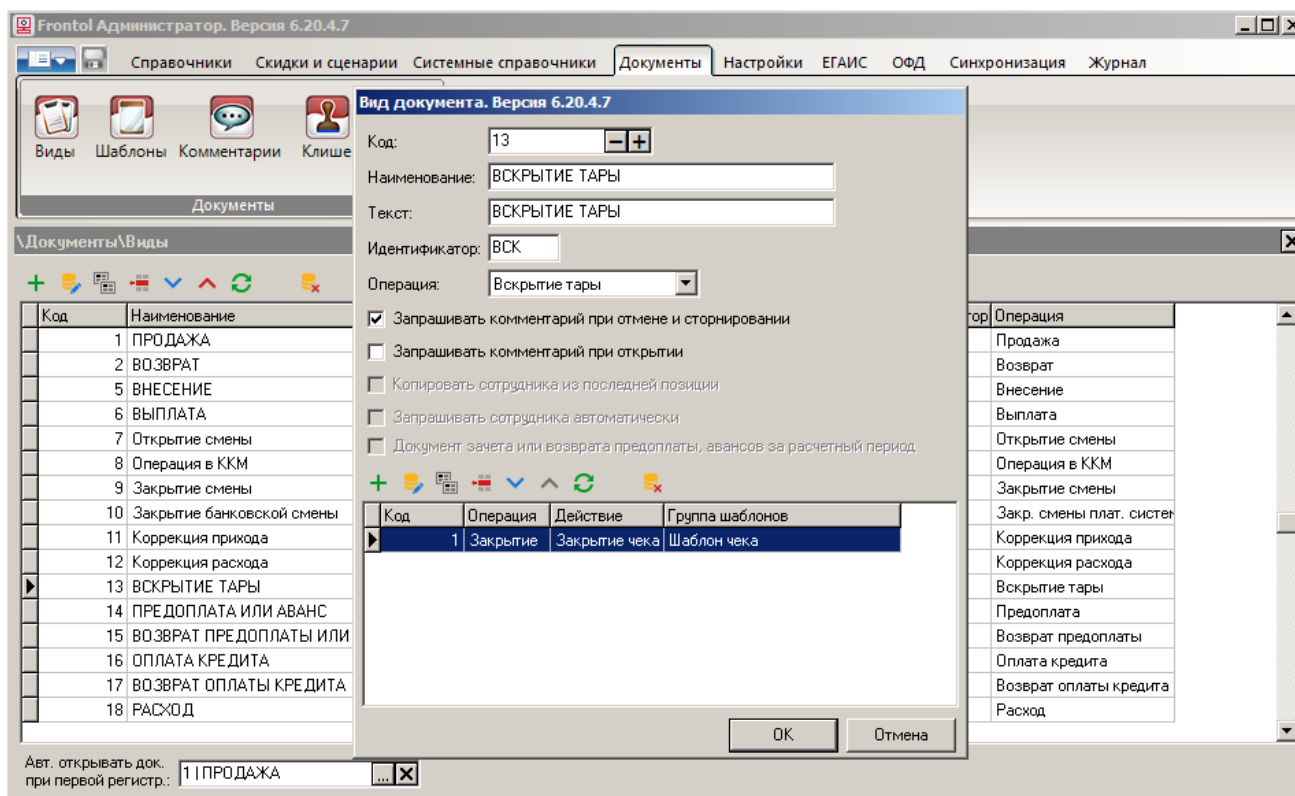 Frontol Администратор. Версия 6.20.4.7
Справочники Скидки и сценарии Системные справочники Документы Настройки ЕГАИС ОФД Синхронизация Журнал
Виды Шаблоны Комментарии Клише
Документы
\Документы\Виды
Код Наименование
1 ПРОДАЖА
2 ВОЗВРАТ
5 ВНЕСЕНИЕ
6 ВЫПЛАТА
7 Открытие смены
8 Операция в ККМ
9 Закрытие смены
10 Закрытие банковской смены
11 Коррекция прихода
12 Коррекция расхода
13 ВСКРЫТИЕ ТАРЫ
14 ПРЕДОПЛАТА ИЛИ АВАНС
15 ВОЗВРАТ ПРЕДОПЛАТЫ ИЛИ
16 ОПЛАТА КРЕДИТА
17 ВОЗВРАТ ОПЛАТЫ КРЕДИТА
18 РАСХОД
Авт. открывать док.
при первой регистр.: 1 | ПРОДАЖА ...
Вид документа. Версия 6.20.4.7
Код: 13
Наименование: ВСКРЫТИЕ ТАРЫ
Текст: ВСКРЫТИЕ ТАРЫ
Идентификатор: ВСК
Операция: Вскрытие тары
Запрашивать комментарий при отмене и сторнировании
Запрашивать комментарий при открытии
Копировать сотрудника из последней позиции
Запрашивать сотрудника автоматически
Документ зачета или возврата предоплаты, авансов за расчетный период
Код Операция Действие Группа шаблонов
1 Закрытие Закрытие чека Шаблон чека
OK Отмена
тор Операция
Продажа
Возврат
Внесение
Выплата
Открытие смены
Операция в ККМ
Закрытие смены
Закр. смены плат. систем
Коррекция прихода
Коррекция расхода
Вскрытие тары
Предоплата
Возврат предоплаты
Оплата кредита
Возврат оплаты кредита
Расход